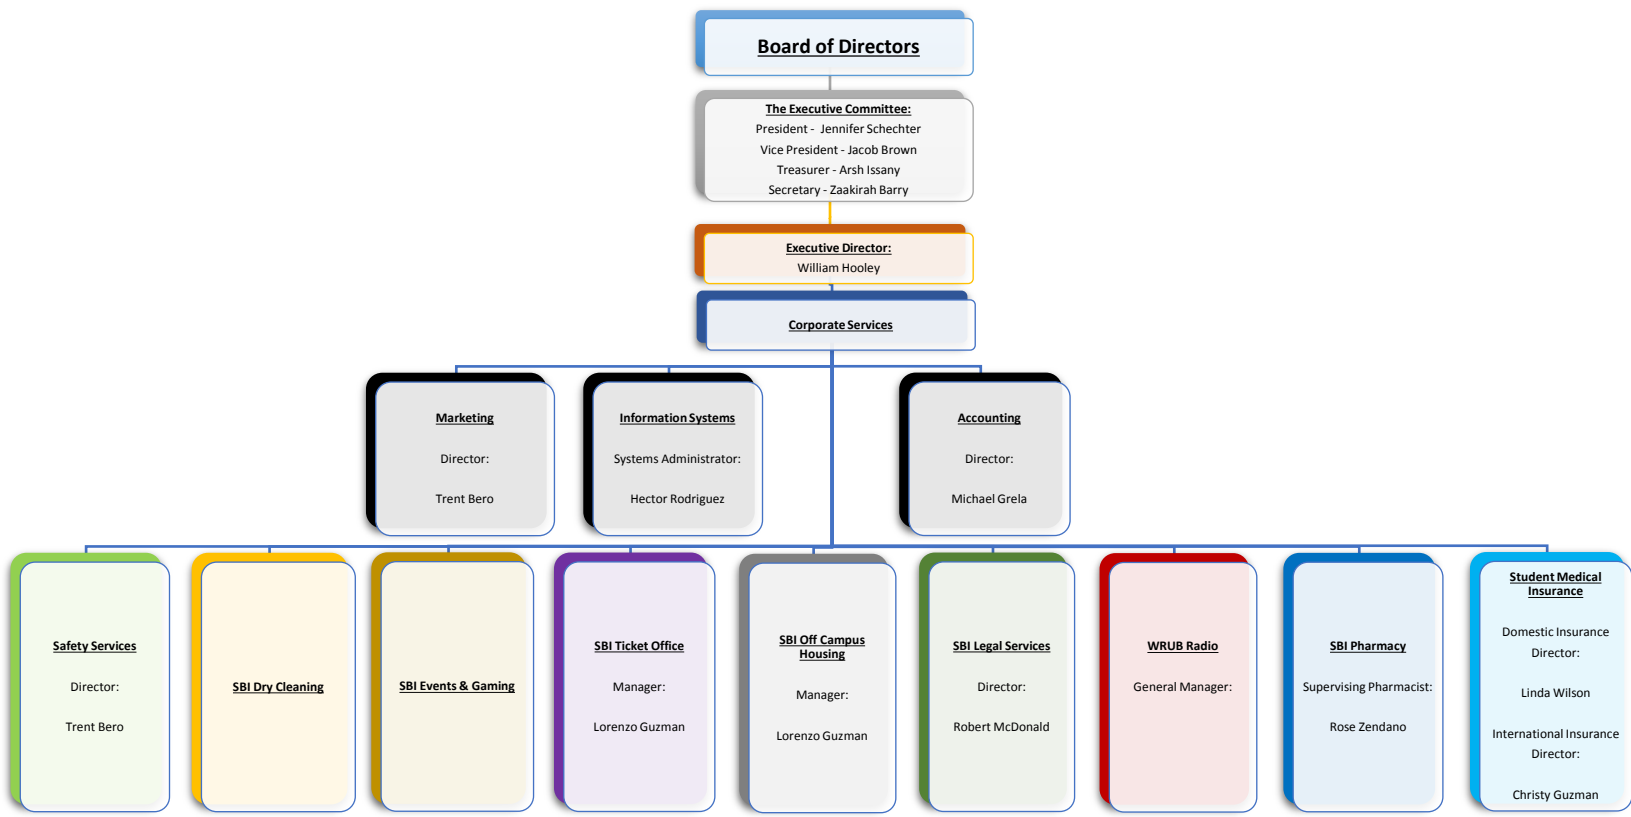 Board of Directors
The Executive Committee:
President -  Jennifer Schechter
Vice President - Jacob Brown
Treasurer - Arsh Issany
Secretary - Zaakirah Barry
Executive Director:
William Hooley
Corporate Services
Marketing
Director:
Trent Bero
Information Systems
Systems Administrator:
Hector Rodriguez
Accounting
Director:
Michael Grela
Safety Services
Director:
Trent Bero
SBI Dry Cleaning
SBI Events & Gaming
SBI Ticket Office
Manager:
Lorenzo Guzman
SBI Off Campus
Housing
Manager:
Lorenzo Guzman
SBI Legal Services
Director:
Robert McDonald
WRUB Radio
General Manager:
SBI Pharmacy
Supervising Pharmacist:
Rose Zendano
Student Medical
Insurance
Domestic Insurance
Director:
Linda Wilson
International Insurance
Director:
Christy Guzman